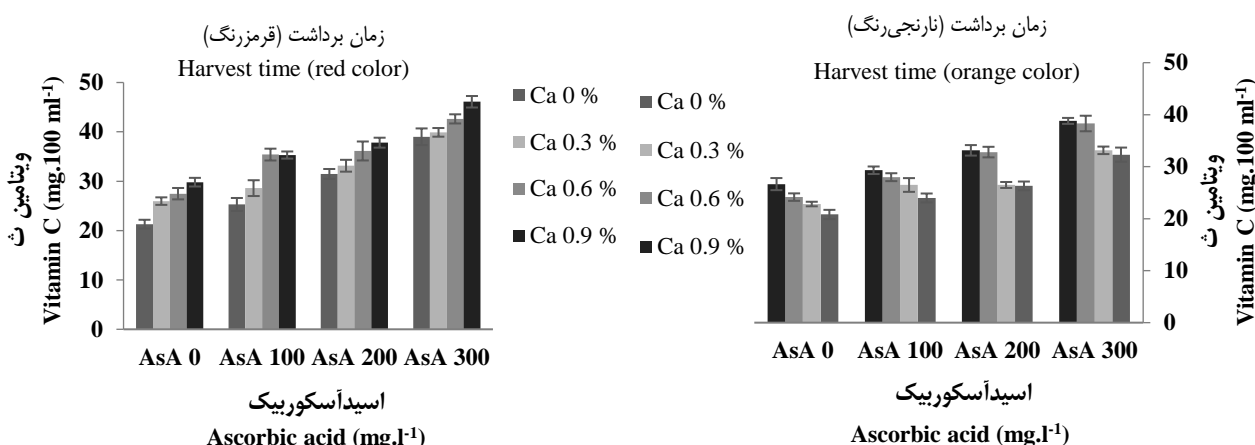 زمان برداشت (قرمزرنگ)
Harvest time (red color)
ویتامین ث
Vitamin C (mg.100 ml⁻¹)
50
40
30
20
10
0
AsA 0 AsA 100 AsA 200 AsA 300
اسیدآسکوربیک
Ascorbic acid (mg.l⁻¹)
Ca 0 %
Ca 0.3 %
Ca 0.6 %
Ca 0.9 %
زمان برداشت (نارنجی‌رنگ)
Harvest time (orange color)
Ca 0 %
Ca 0.3 %
Ca 0.6 %
Ca 0.9 %
50
40
30
20
10
0
ویتامین ث
Vitamin C (mg.100 ml⁻¹)
AsA 0 AsA 100 AsA 200 AsA 300
اسیدآسکوربیک
Ascorbic acid (mg.l⁻¹)